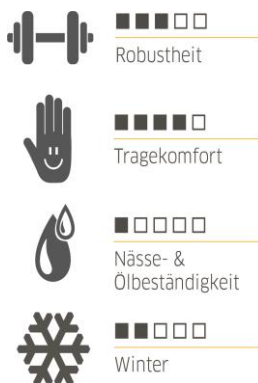 Robustheit
Tragekomfort
Nässe- &
Ölbeständigkeit
Winter